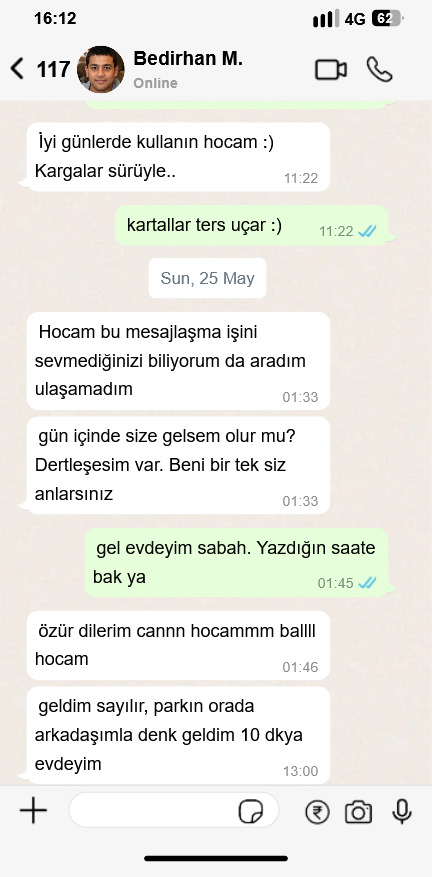 16:12
4G 62
117 Bedirhan M.
Online
İyi günlerde kullanın hocam :)
Kargalar sürüyle..
11:22
kartallar ters uçar :)
11:22
Sun, 25 May
Hocam bu mesajlaşma işini
sevmediğinizi biliyorum da aradım
ulaşamadım
01:33
gün içinde size gelsem olur mu?
Dertleşesim var. Beni bir tek siz
anlarsınız
01:33
gel evdeyim sabah. Yazdığın saate
bak ya
01:45
özür dilerim cannn hocammm ballll
hocam
01:46
geldim sayılır, parkın orada
arkadaşımla denk geldim 10 dkya
evdeyim
13:00
₹